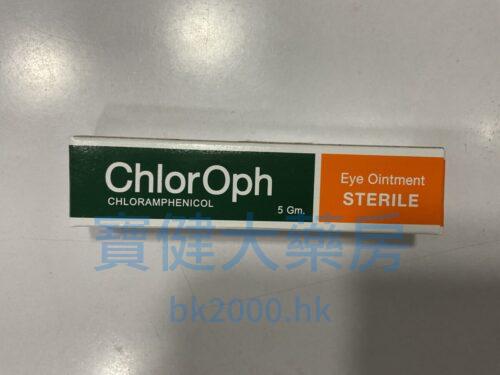 ChlorOph
CHLORAMPHENICOL
5 Gm.
Eye Ointment
STERILE
寶健大藥房
bk2000.hk